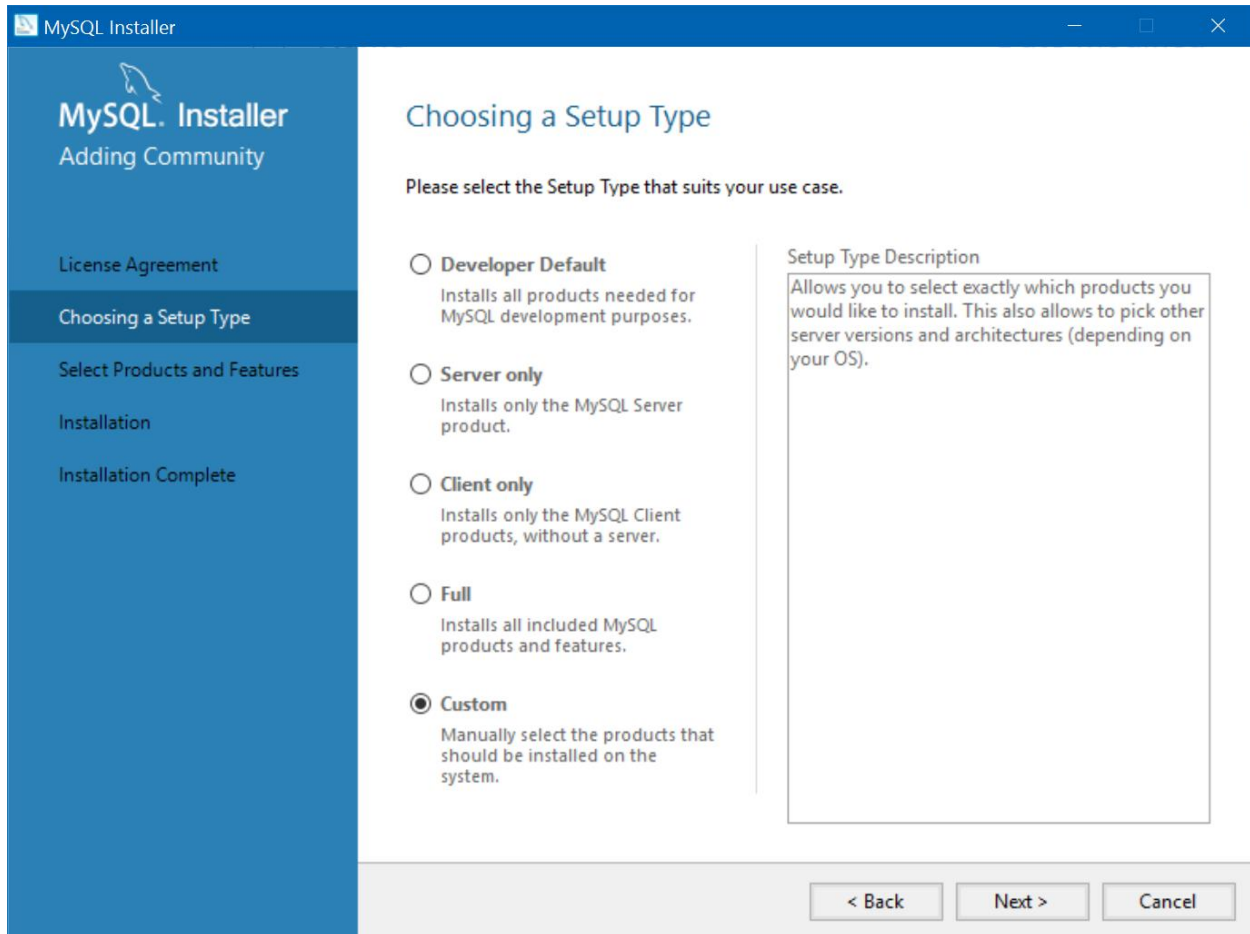 MySQL Installer
MySQL. Installer
Adding Community
License Agreement
Choosing a Setup Type
Select Products and Features
Installation
Installation Complete
Choosing a Setup Type
Please select the Setup Type that suits your use case.
Developer Default
Installs all products needed for
MySQL development purposes.
Server only
Installs only the MySQL Server
product.
Client only
Installs only the MySQL Client
products, without a server.
Full
Installs all included MySQL
products and features.
Custom
Manually select the products that
should be installed on the
system.
Setup Type Description
Allows you to select exactly which products you
would like to install. This also allows to pick other
server versions and architectures (depending on
your OS).
< Back
Next >
Cancel